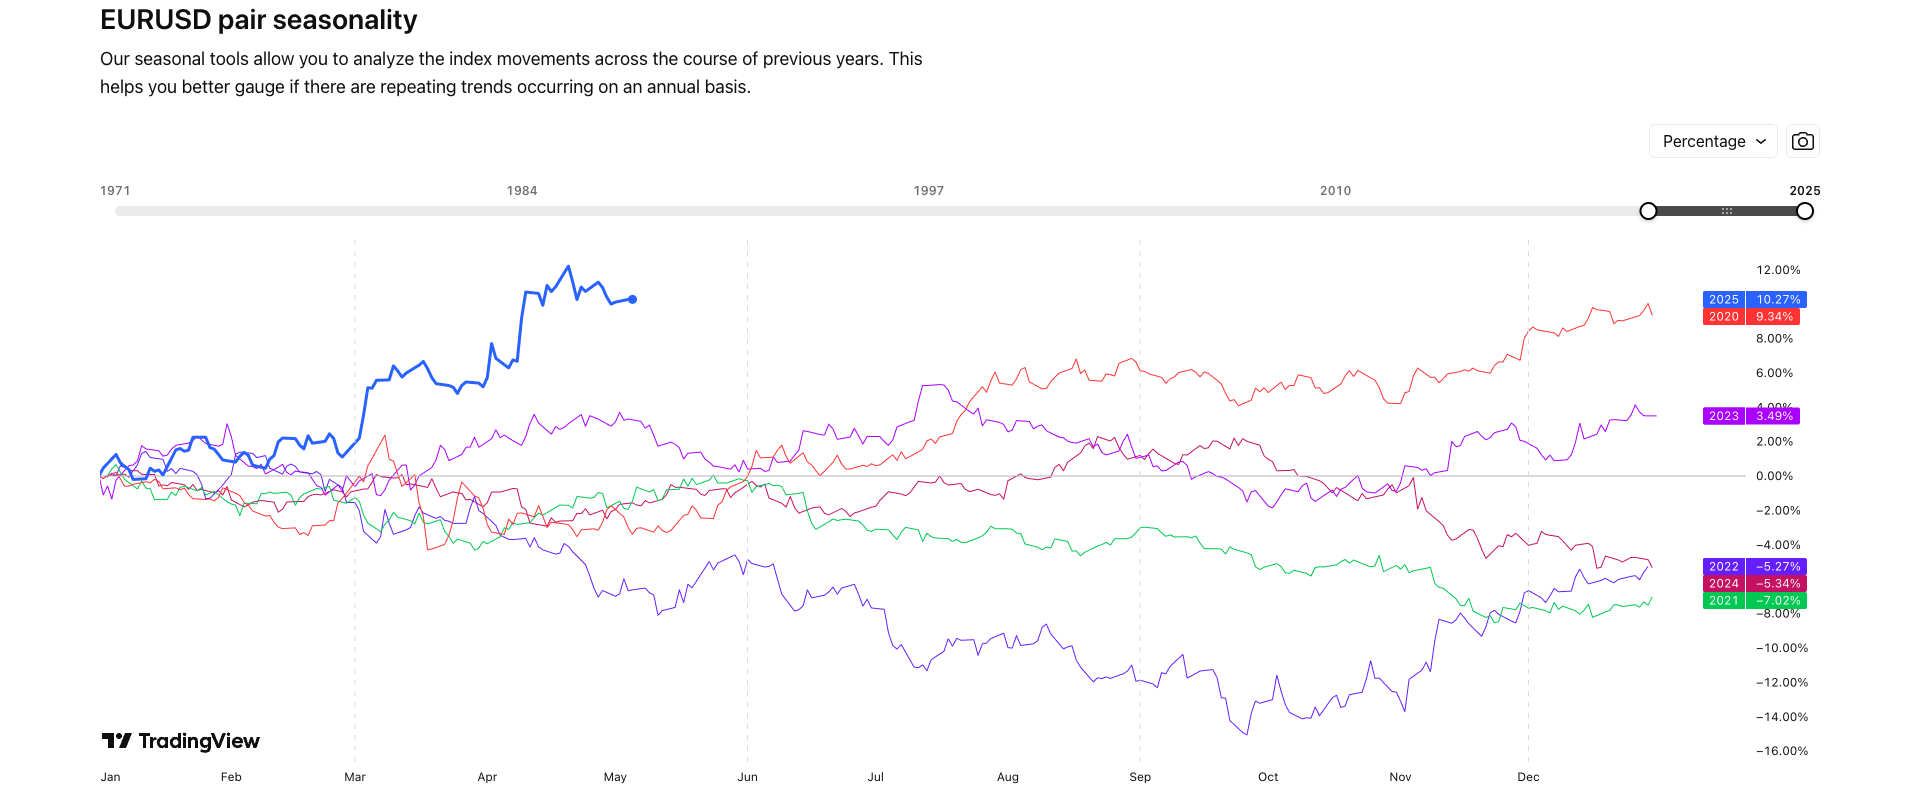 EURUSD pair seasonality
Our seasonal tools allow you to analyze the index movements across the course of previous years. This
helps you better gauge if there are repeating trends occurring on an annual basis.
Percentage
1971 1984 1997 2010 2025
12.00%
2025 10.27%
2020 9.34%
8.00%
6.00%
4.00%
2023 3.49%
2.00%
0.00%
−2.00%
−4.00%
2022 −5.27%
2024 −5.34%
2021 −7.02%
−8.00%
−10.00%
−12.00%
−14.00%
−16.00%
TradingView
Jan Feb Mar Apr May Jun Jul Aug Sep Oct Nov Dec